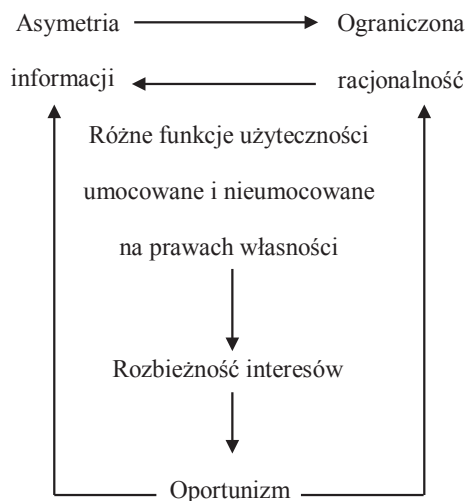 Asymetria Ograniczona
informacji racjonalność
Różne funkcje użyteczności
umocowane i nieumocowane
na prawach własności
Rozbieżność interesów
Oportunizm